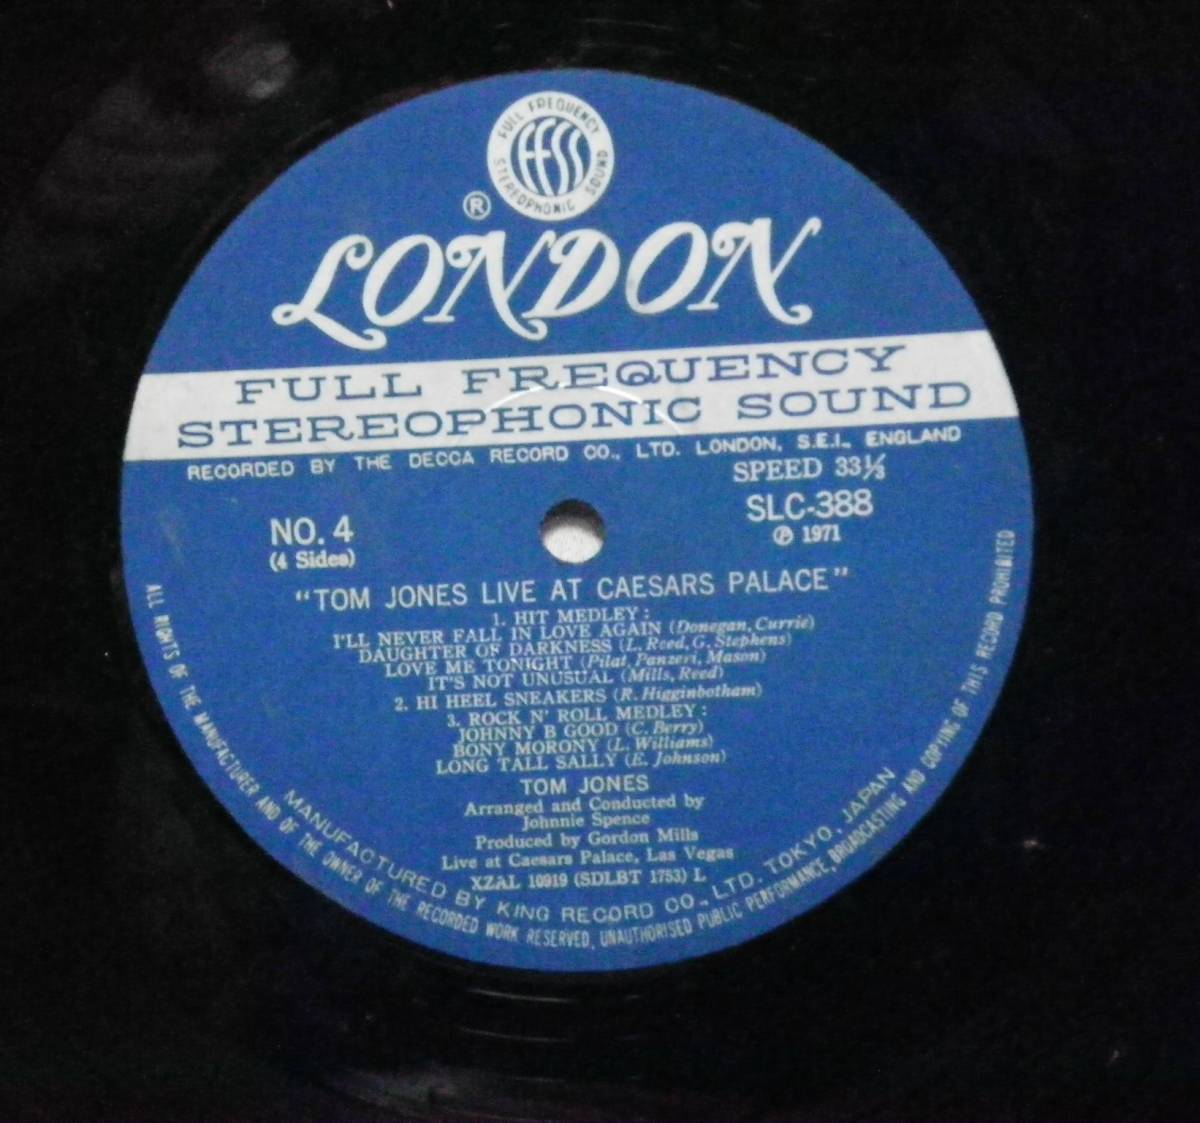 FULL FREQUENCY
FFSS
STEREOPHONIC SOUND
®
LONDON
FULL FREQUENCY
STEREOPHONIC SOUND
RECORDED BY THE DECCA RECORD CO., LTD. LONDON, S.E.I., ENGLAND
SPEED 33⅓
NO. 4
SLC-388
(4 Sides)
℗ 1971
"TOM JONES LIVE AT CAESARS PALACE"
1. HIT MEDLEY :
I'LL NEVER FALL IN LOVE AGAIN (Donegan, Currie)
DAUGHTER OF DARKNESS (L. Reed, G. Stephens)
LOVE ME TONIGHT (Pilat, Panzeri, Mason)
IT'S NOT UNUSUAL (Mills, Reed)
2. HI HEEL SNEAKERS (R. Higginbotham)
3. ROCK N' ROLL MEDLEY :
JOHNNY B GOOD (C. Berry)
BONY MORONY (L. Williams)
LONG TALL SALLY (E. Johnson)
TOM JONES
Arranged and Conducted by
Johnnie Spence
Produced by Gordon Mills
Live at Caesars Palace, Las Vegas
XZAL 10919 (SDLBT 1753) L
MANUFACTURED BY KING RECORD CO., LTD. TOKYO, JAPAN
ALL RIGHTS OF THE MANUFACTURER AND OF THE OWNER OF THE RECORDED WORK RESERVED, UNAUTHORISED PUBLIC PERFORMANCE, BROADCASTING AND COPYING OF THIS RECORD PROHIBITED